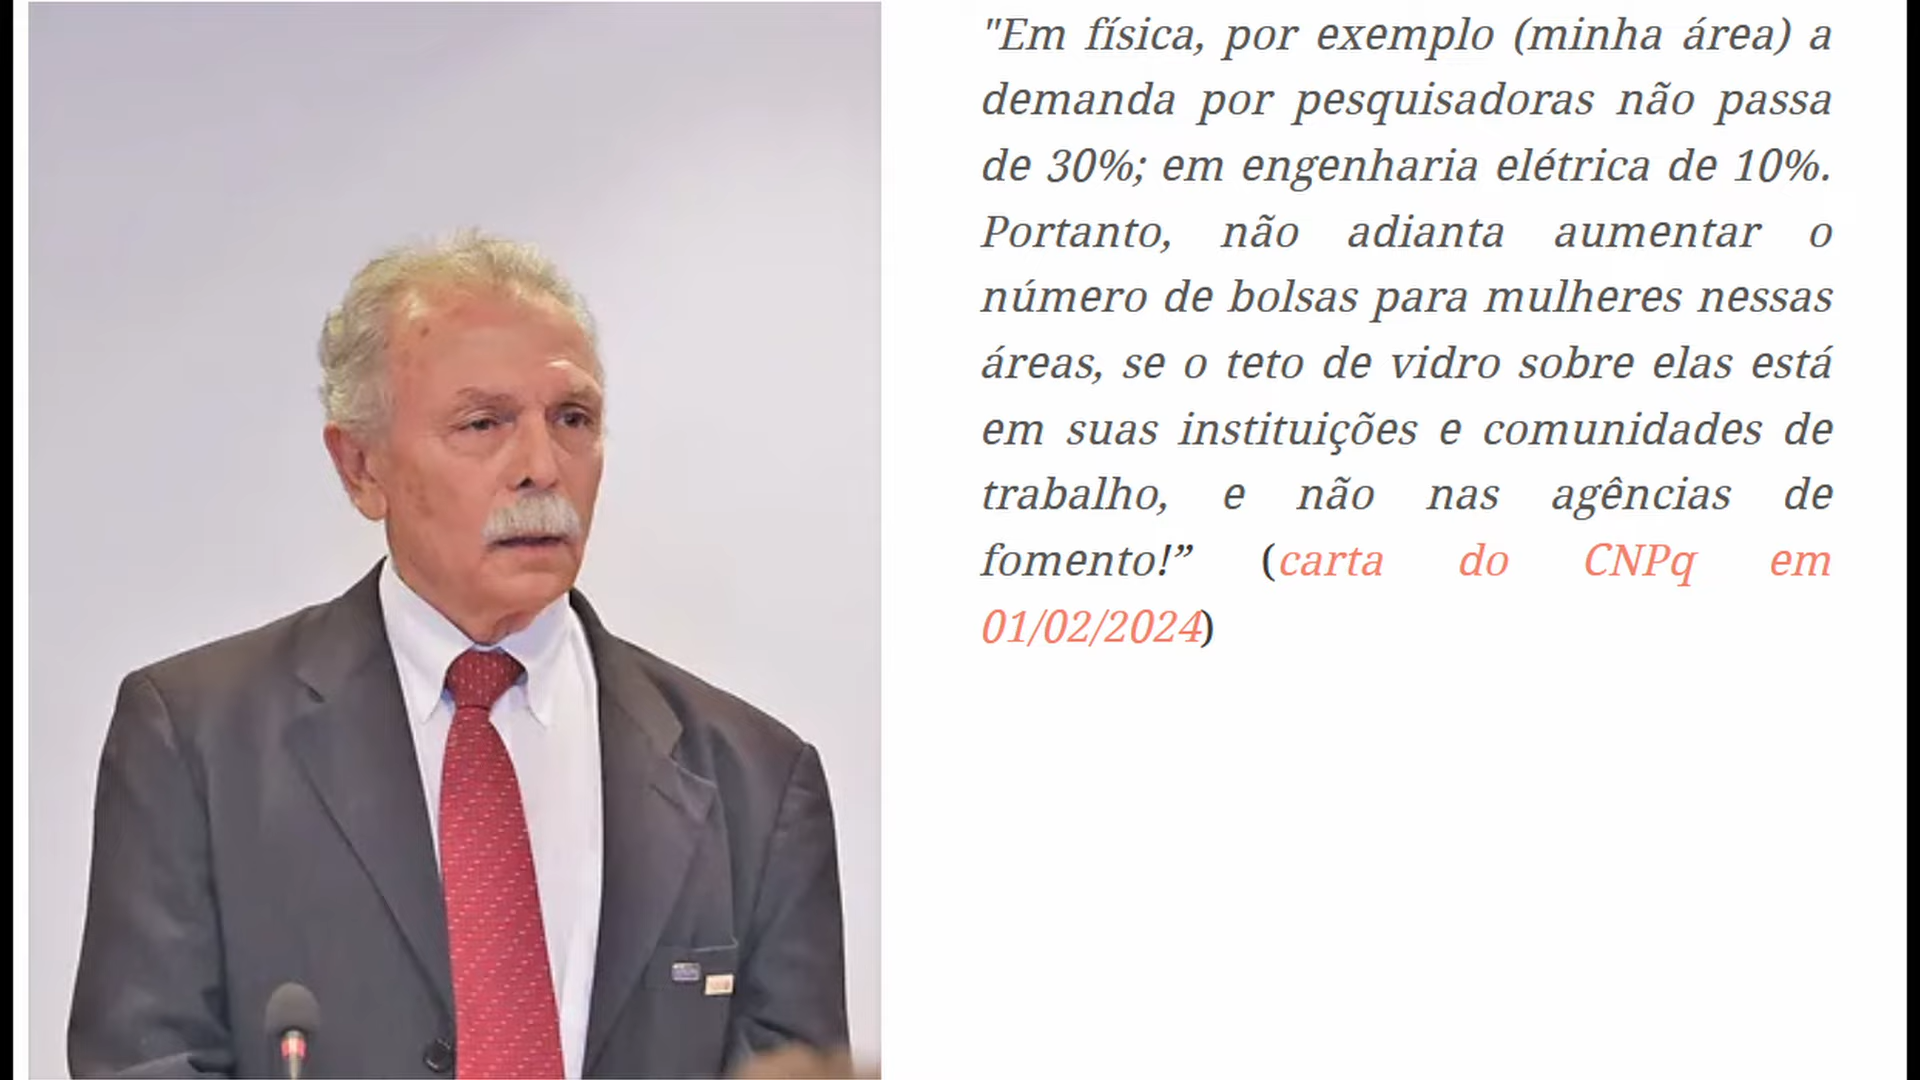 "Em física, por exemplo (minha área) a
demanda por pesquisadoras não passa
de 30%; em engenharia elétrica de 10%.
Portanto, não adianta aumentar o
número de bolsas para mulheres nessas
áreas, se o teto de vidro sobre elas está
em suas instituições e comunidades de
trabalho, e não nas agências de
fomento!” (carta do CNPq em
01/02/2024)